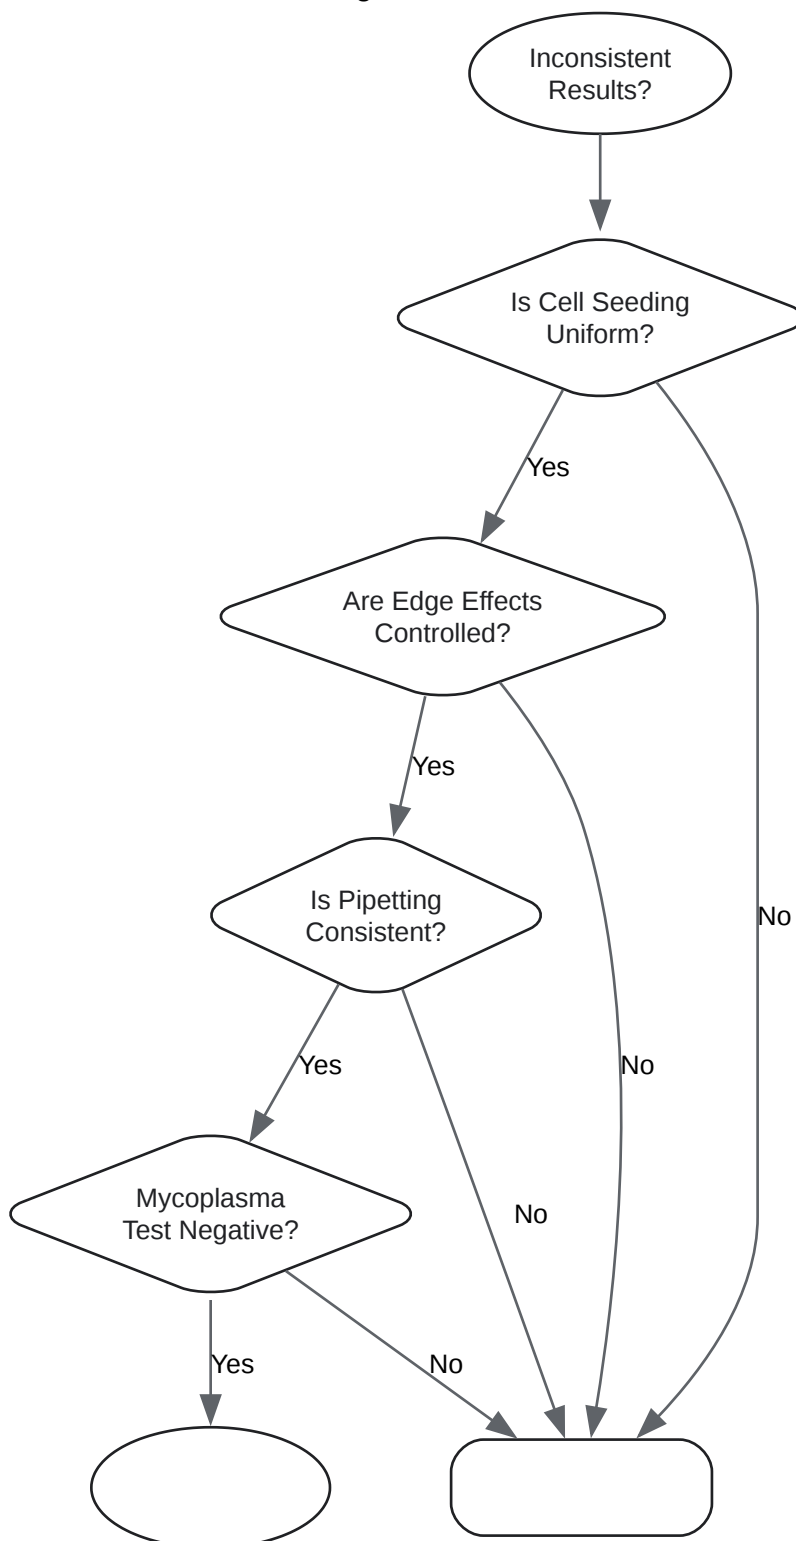 Inconsistent
Results?
Is Cell Seeding
Uniform?
Yes
Are Edge Effects
Controlled?
Yes
Is Pipetting
Consistent?
No
Yes
No
Mycoplasma
Test Negative?
No
Yes
No